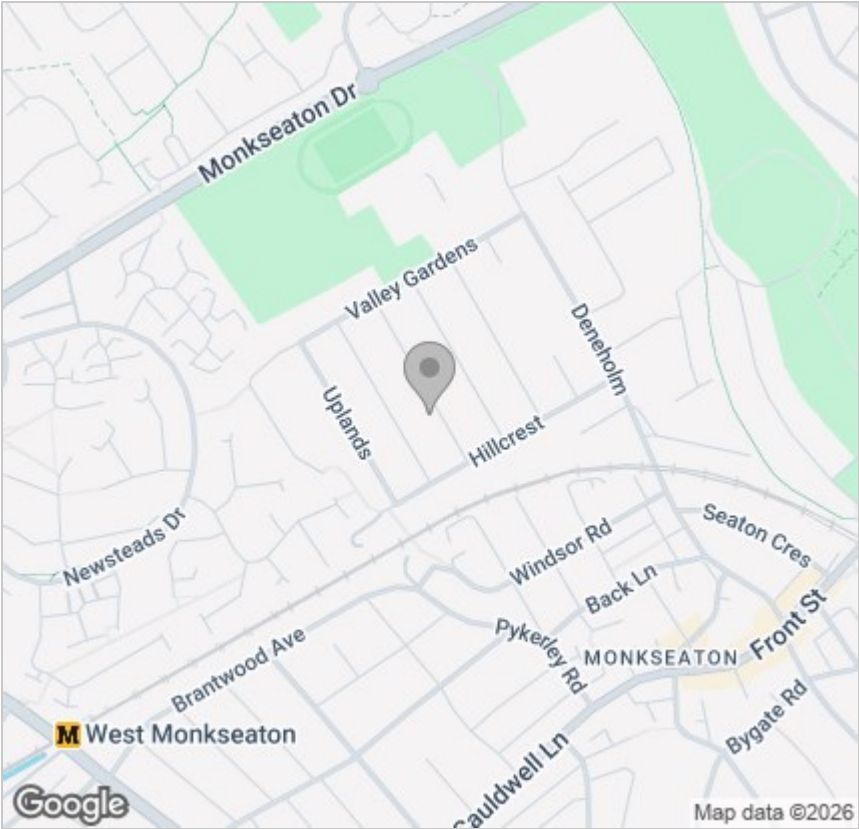 Monkseaton Dr
Valley Gardens
Deneholm
Uplands
Hillcrest
Newsteads Dr
Windsor Rd
Seaton Cres
Back Ln
Front St
Pykerley Rd
MONKSEATON
Brantwood Ave
Bygate Rd
M West Monkseaton
Cauldwell Ln
Google
Map data ©2026